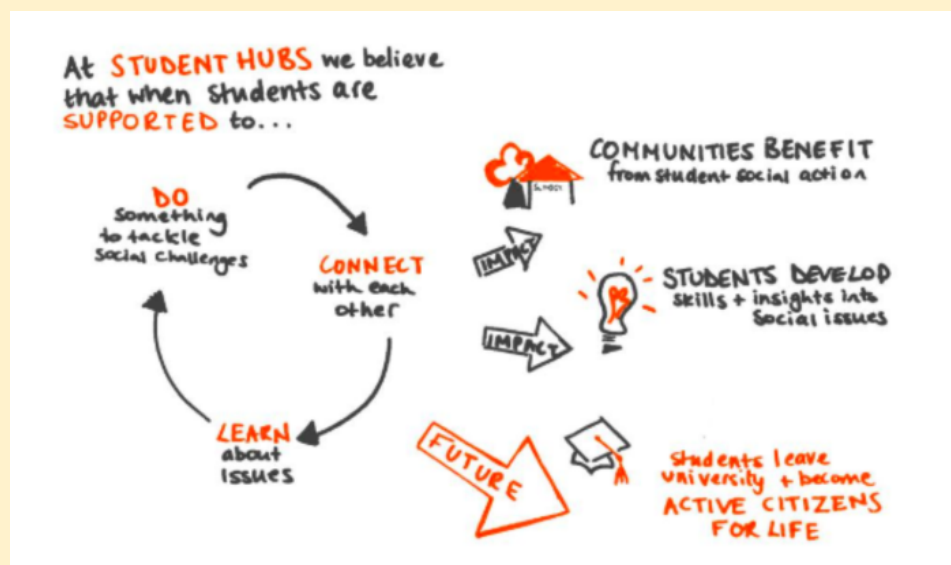 At STUDENT HUBS we believe
that when students are
SUPPORTED to...
DO
something
to tackle
social challenges
CONNECT
with each
other
LEARN
about
issues
IMPACT
SCHOOL
COMMUNITIES BENEFIT
from student social action
IMPACT
STUDENTS DEVELOP
skills + insights into
social issues
FUTURE
students leave
university + become
ACTIVE CITIZENS
FOR LIFE